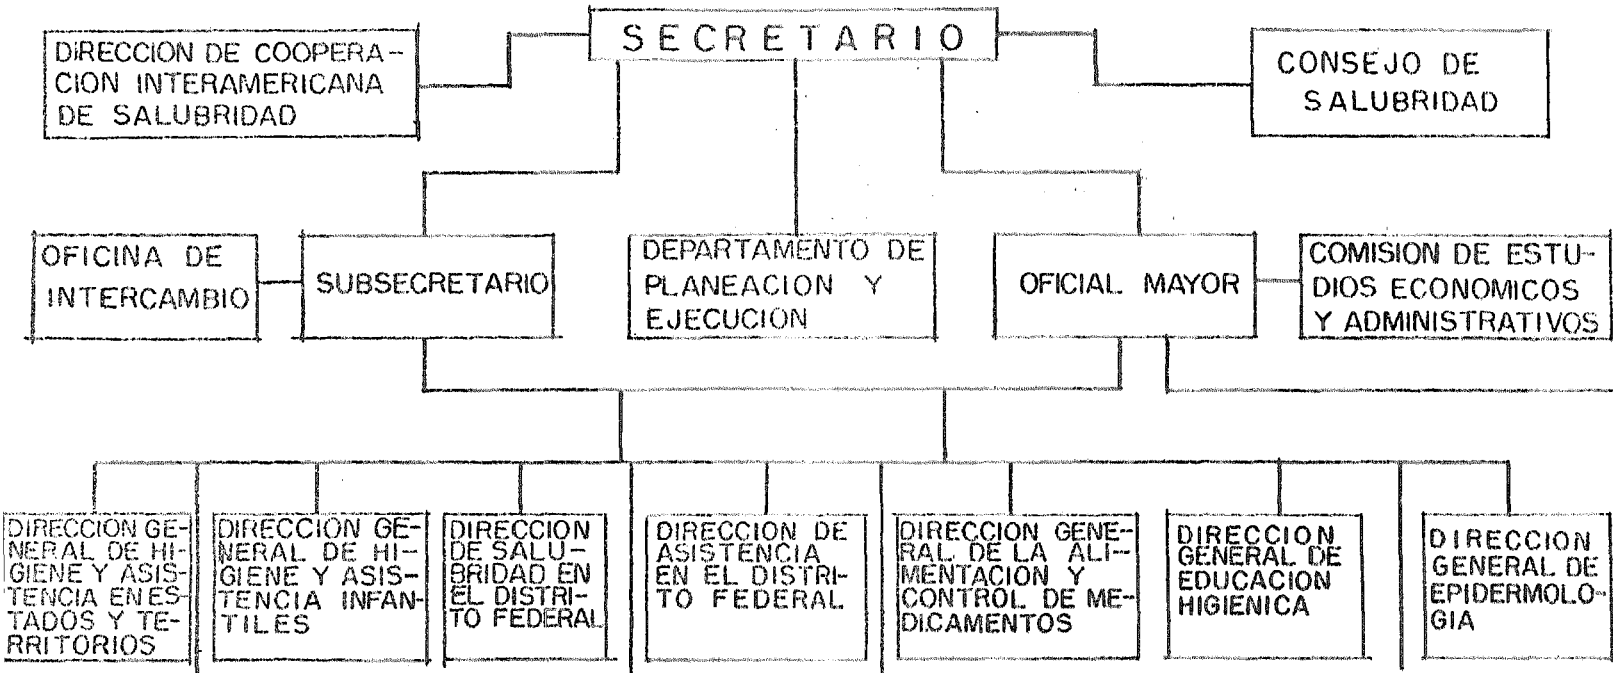 SECRETARIO
DIRECCION DE COOPERA-
CION INTERAMERICANA
DE SALUBRIDAD
CONSEJO DE
SALUBRIDAD
OFICINA DE
INTERCAMBIO
SUBSECRETARIO
DEPARTAMENTO DE
PLANEACION Y
EJECUCION
OFICIAL MAYOR
COMISION DE ESTU-
DIOS ECONOMICOS
Y ADMINISTRATIVOS
DIRECCION GE-
NERAL DE HI-
GIENE Y ASIS-
TENCIA EN ES-
TADOS Y TE-
RRITORIOS
DIRECCION GE-
NERAL DE HI-
GIENE Y ASIS-
TENCIA INFAN-
TILES
DIRECCION
DE SALU-
BRIDAD EN
EL DISTRI-
TO FEDERAL
DIRECCION DE
ASISTENCIA
EN EL DISTRI-
TO FEDERAL
DIRECCION GENE-
RAL DE LA ALI-
MENTACION Y
CONTROL DE ME-
DICAMENTOS
DIRECCION
GENERAL DE
EDUCACION
HIGIENICA
DIRECCION
GENERAL DE
EPIDERMOLO-
GIA